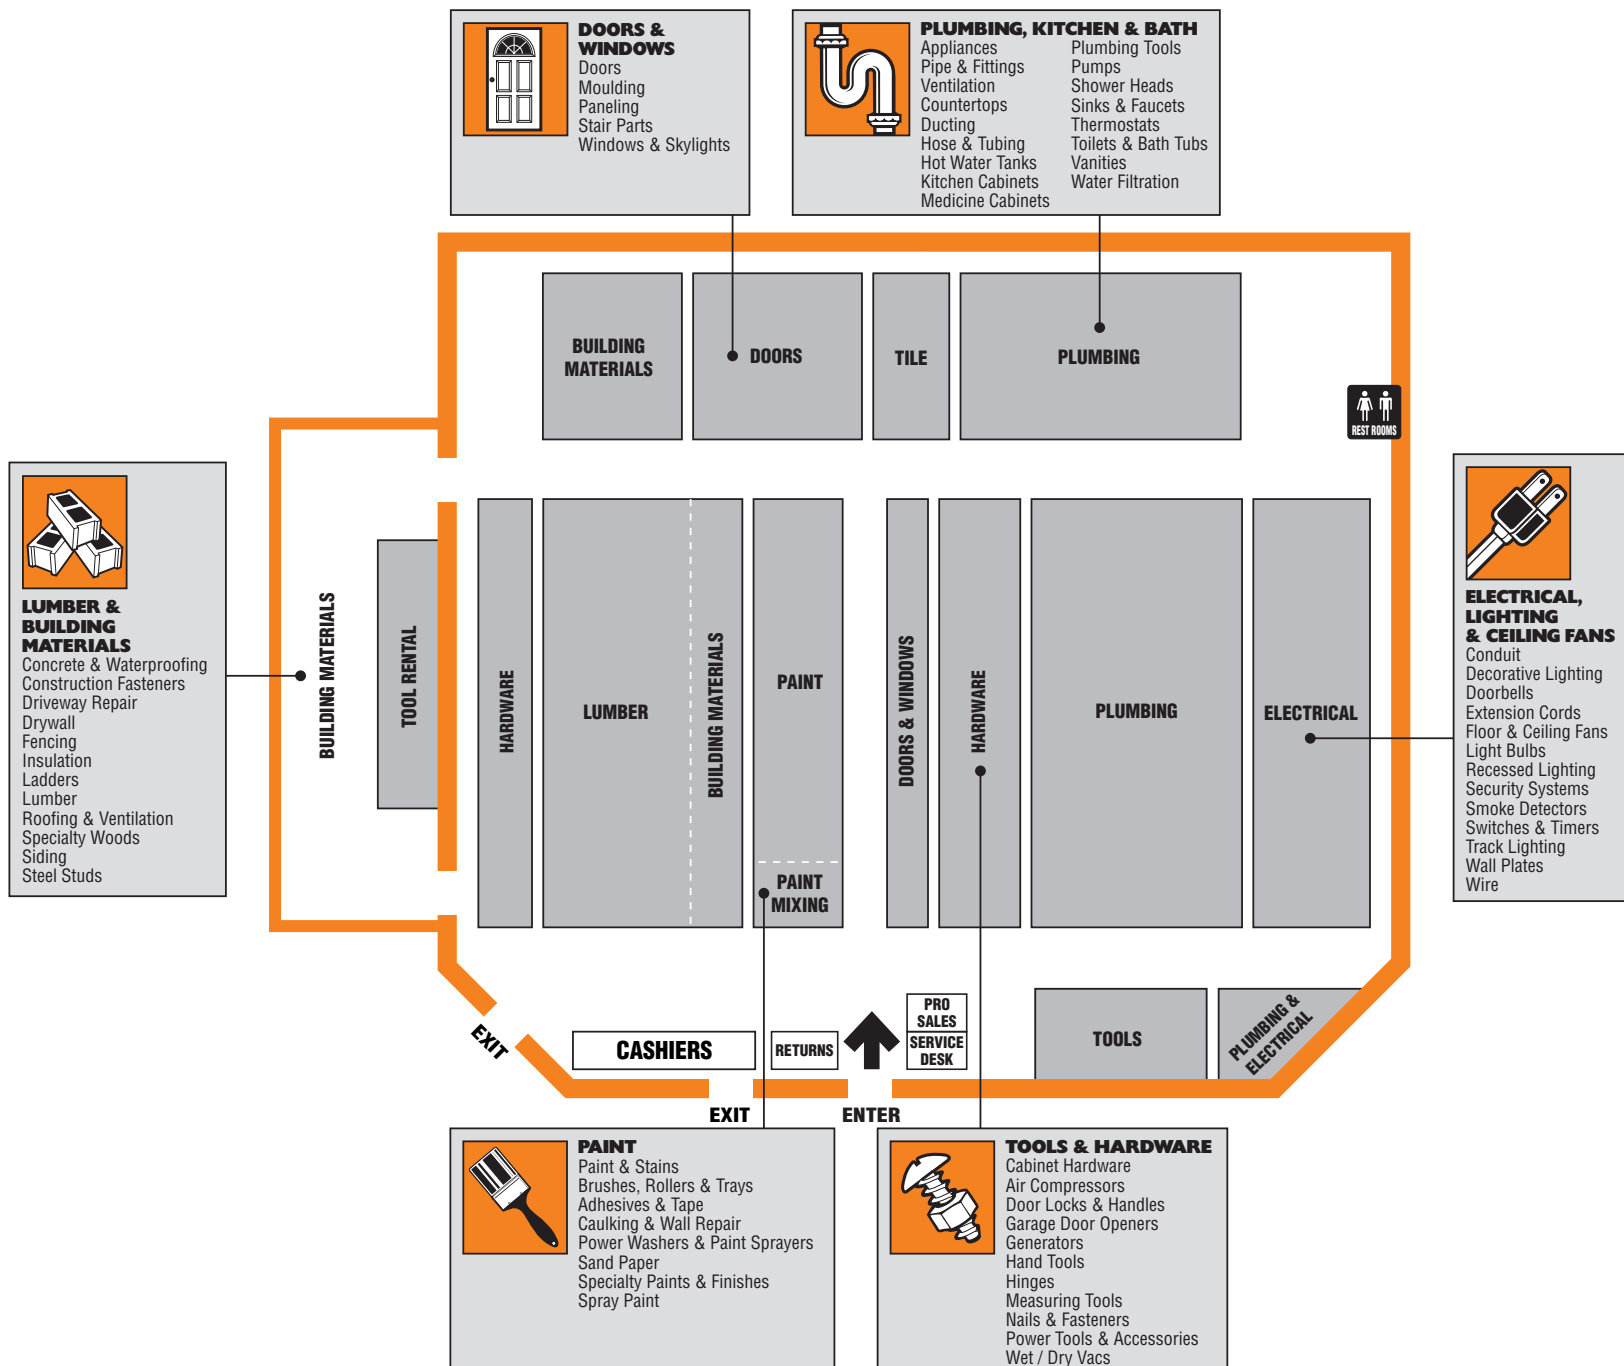 DOORS &
WINDOWS
Doors
Moulding
Paneling
Stair Parts
Windows & Skylights
PLUMBING, KITCHEN & BATH
Appliances
Pipe & Fittings
Ventilation
Countertops
Ducting
Hose & Tubing
Hot Water Tanks
Kitchen Cabinets
Medicine Cabinets
Plumbing Tools
Pumps
Shower Heads
Sinks & Faucets
Thermostats
Toilets & Bath Tubs
Vanities
Water Filtration
BUILDING
MATERIALS
DOORS
TILE
PLUMBING
REST ROOMS
LUMBER &
BUILDING
MATERIALS
Concrete & Waterproofing
Construction Fasteners
Driveway Repair
Drywall
Fencing
Insulation
Ladders
Lumber
Roofing & Ventilation
Specialty Woods
Siding
Steel Studs
BUILDING MATERIALS
TOOL RENTAL
HARDWARE
LUMBER
BUILDING MATERIALS
PAINT
PAINT
MIXING
DOORS & WINDOWS
HARDWARE
PLUMBING
ELECTRICAL
ELECTRICAL,
LIGHTING
& CEILING FANS
Conduit
Decorative Lighting
Doorbells
Extension Cords
Floor & Ceiling Fans
Light Bulbs
Recessed Lighting
Security Systems
Smoke Detectors
Switches & Timers
Track Lighting
Wall Plates
Wire
EXIT
CASHIERS
RETURNS
PRO
SALES
SERVICE
DESK
TOOLS
PLUMBING &
ELECTRICAL
EXIT
ENTER
PAINT
Paint & Stains
Brushes, Rollers & Trays
Adhesives & Tape
Caulking & Wall Repair
Power Washers & Paint Sprayers
Sand Paper
Specialty Paints & Finishes
Spray Paint
TOOLS & HARDWARE
Cabinet Hardware
Air Compressors
Door Locks & Handles
Garage Door Openers
Generators
Hand Tools
Hinges
Measuring Tools
Nails & Fasteners
Power Tools & Accessories
Wet / Dry Vacs